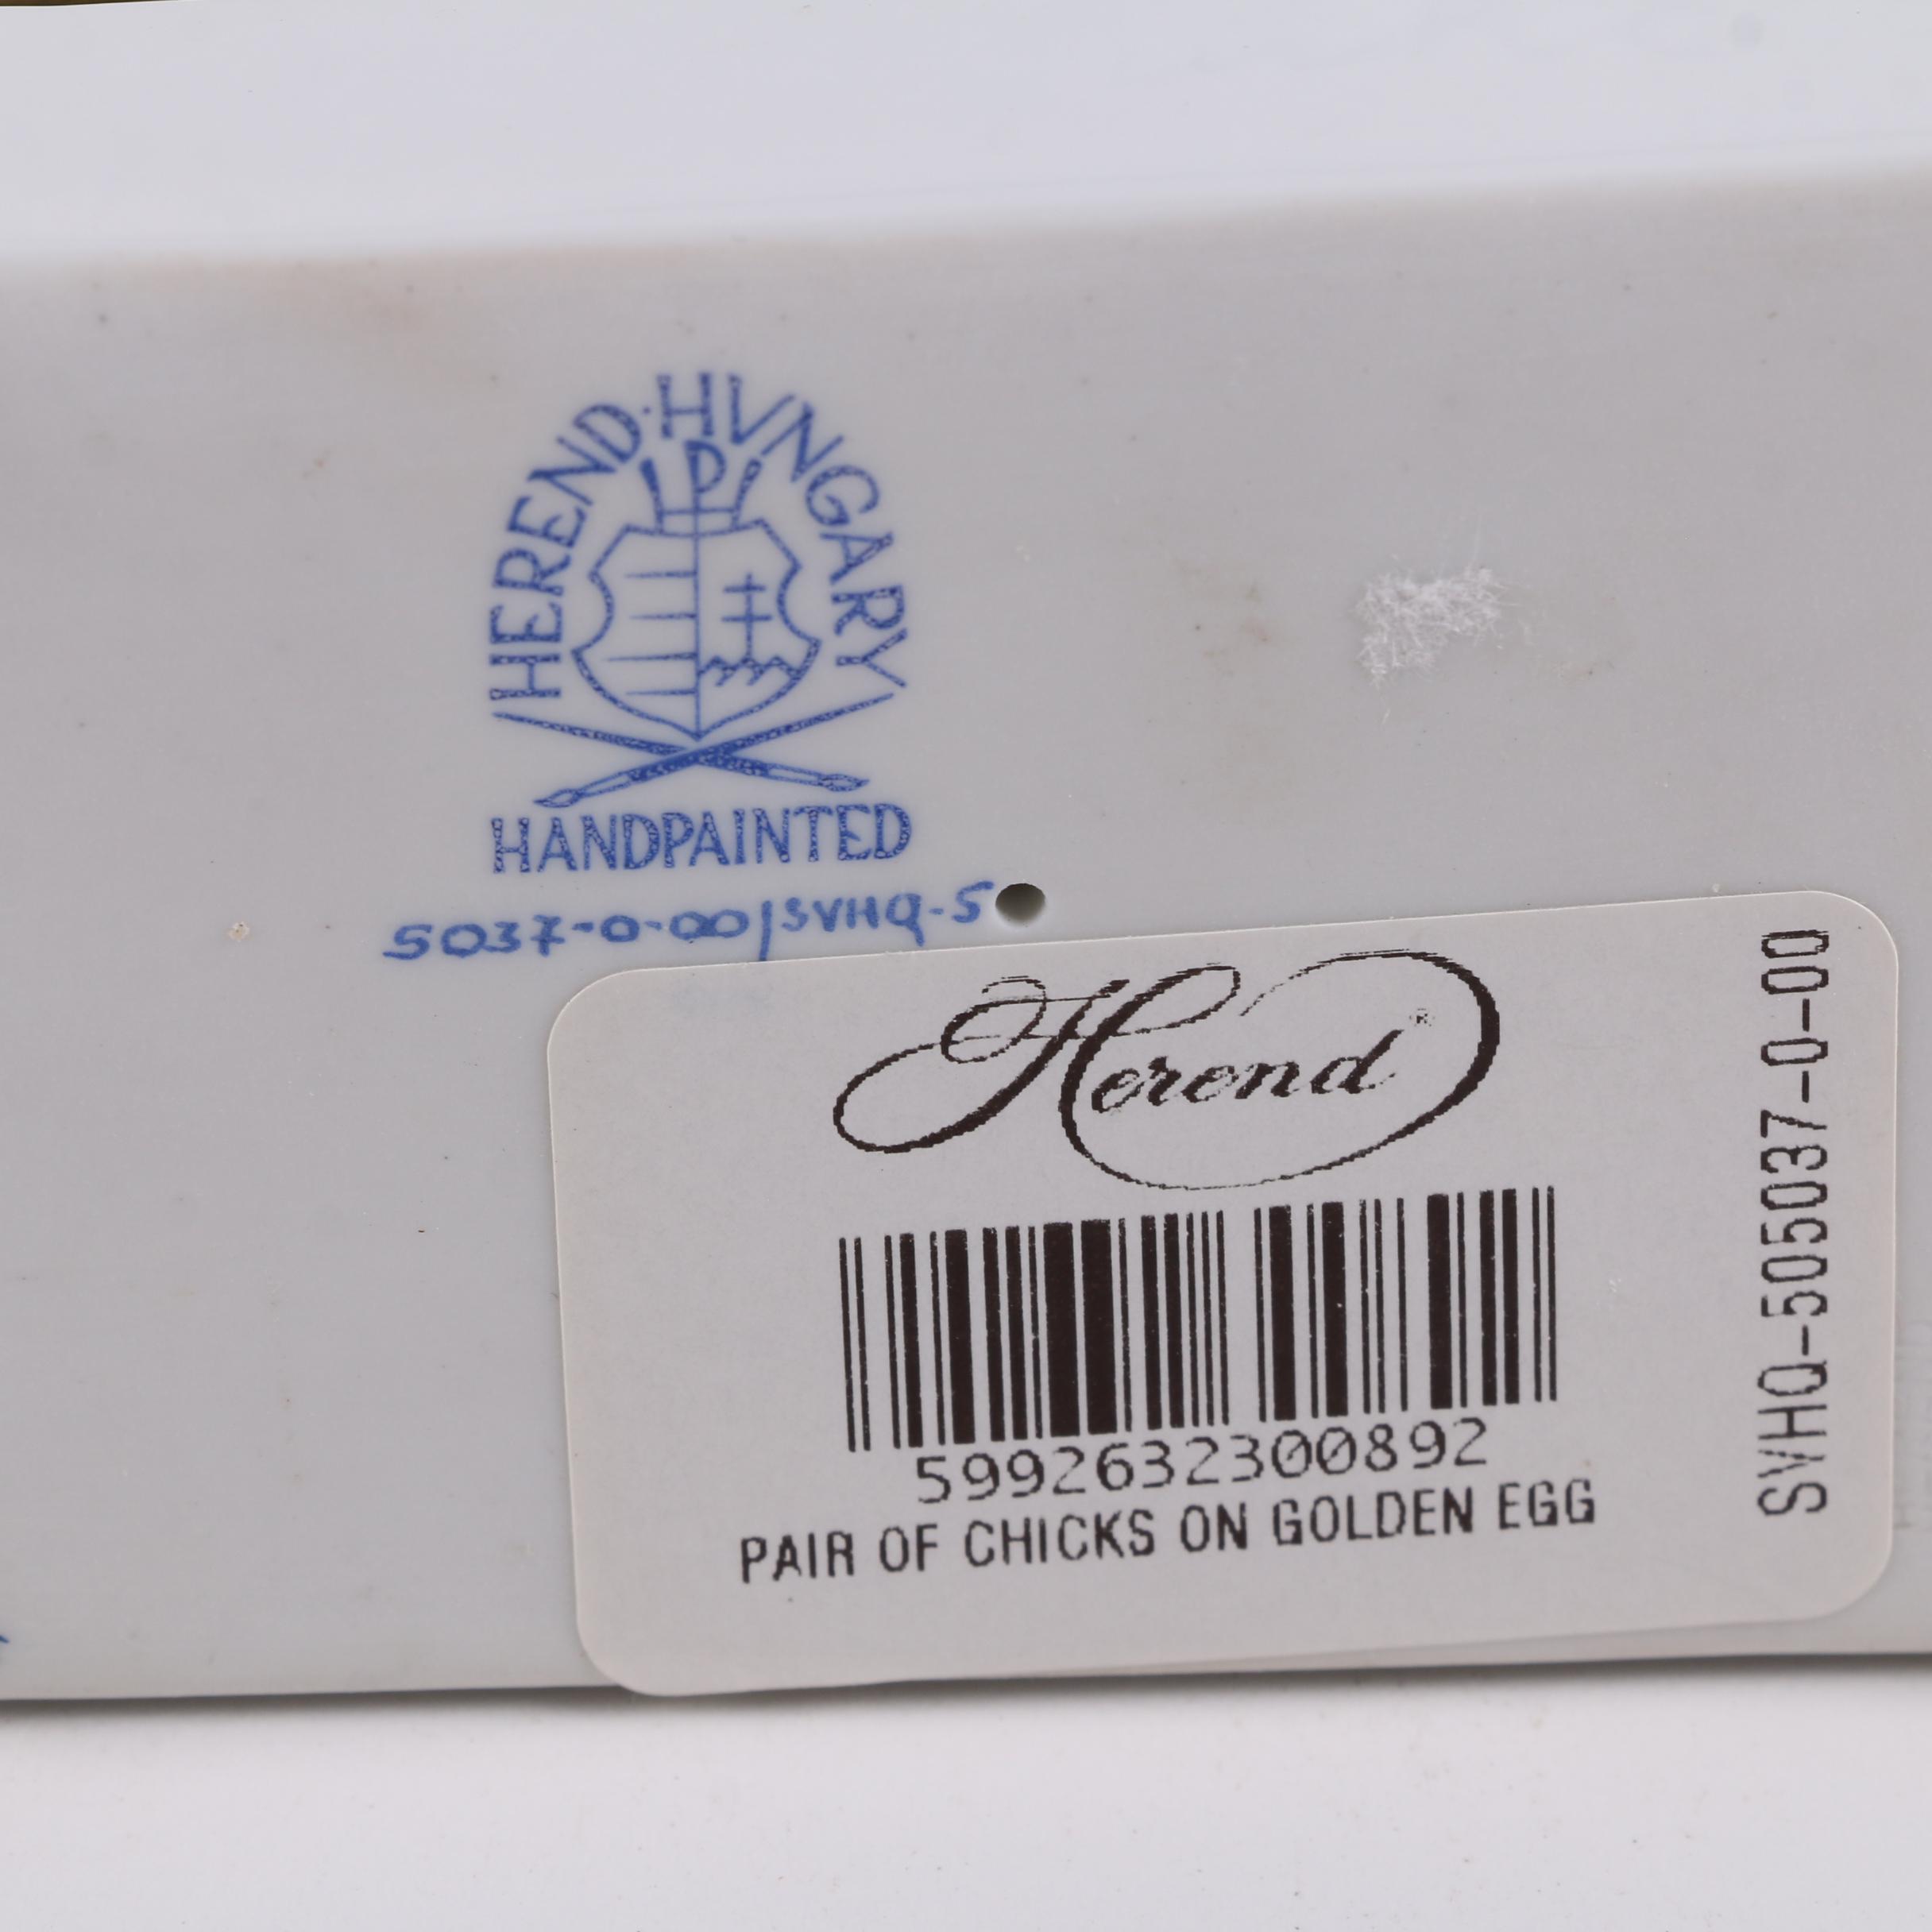 HEREND·HVNGARY
HANDPAINTED
5037-0-00/SVHQ-5
Herend®
5992632300892
PAIR OF CHICKS ON GOLDEN EGG
SVHQ-505037-0-00